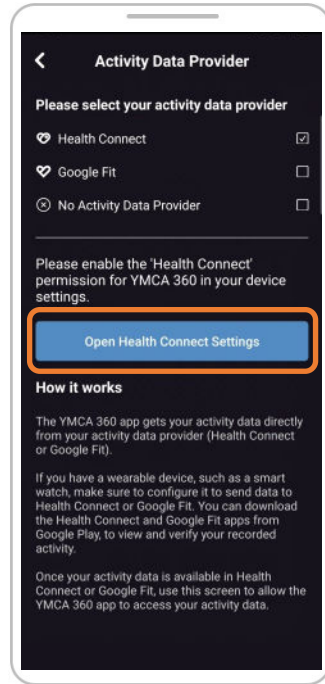 Activity Data Provider
Please select your activity data provider
Health Connect
Google Fit
No Activity Data Provider
Please enable the 'Health Connect'
permission for YMCA 360 in your device
settings.
Open Health Connect Settings
How it works
The YMCA 360 app gets your activity data directly
from your activity data provider (Health Connect
or Google Fit).
If you have a wearable device, such as a smart
watch, make sure to configure it to send data to
Health Connect or Google Fit. You can download
the Health Connect and Google Fit apps from
Google Play, to view and verify your recorded
activity.
Once your activity data is available in Health
Connect or Google Fit, use this screen to allow the
YMCA 360 app to access your activity data.